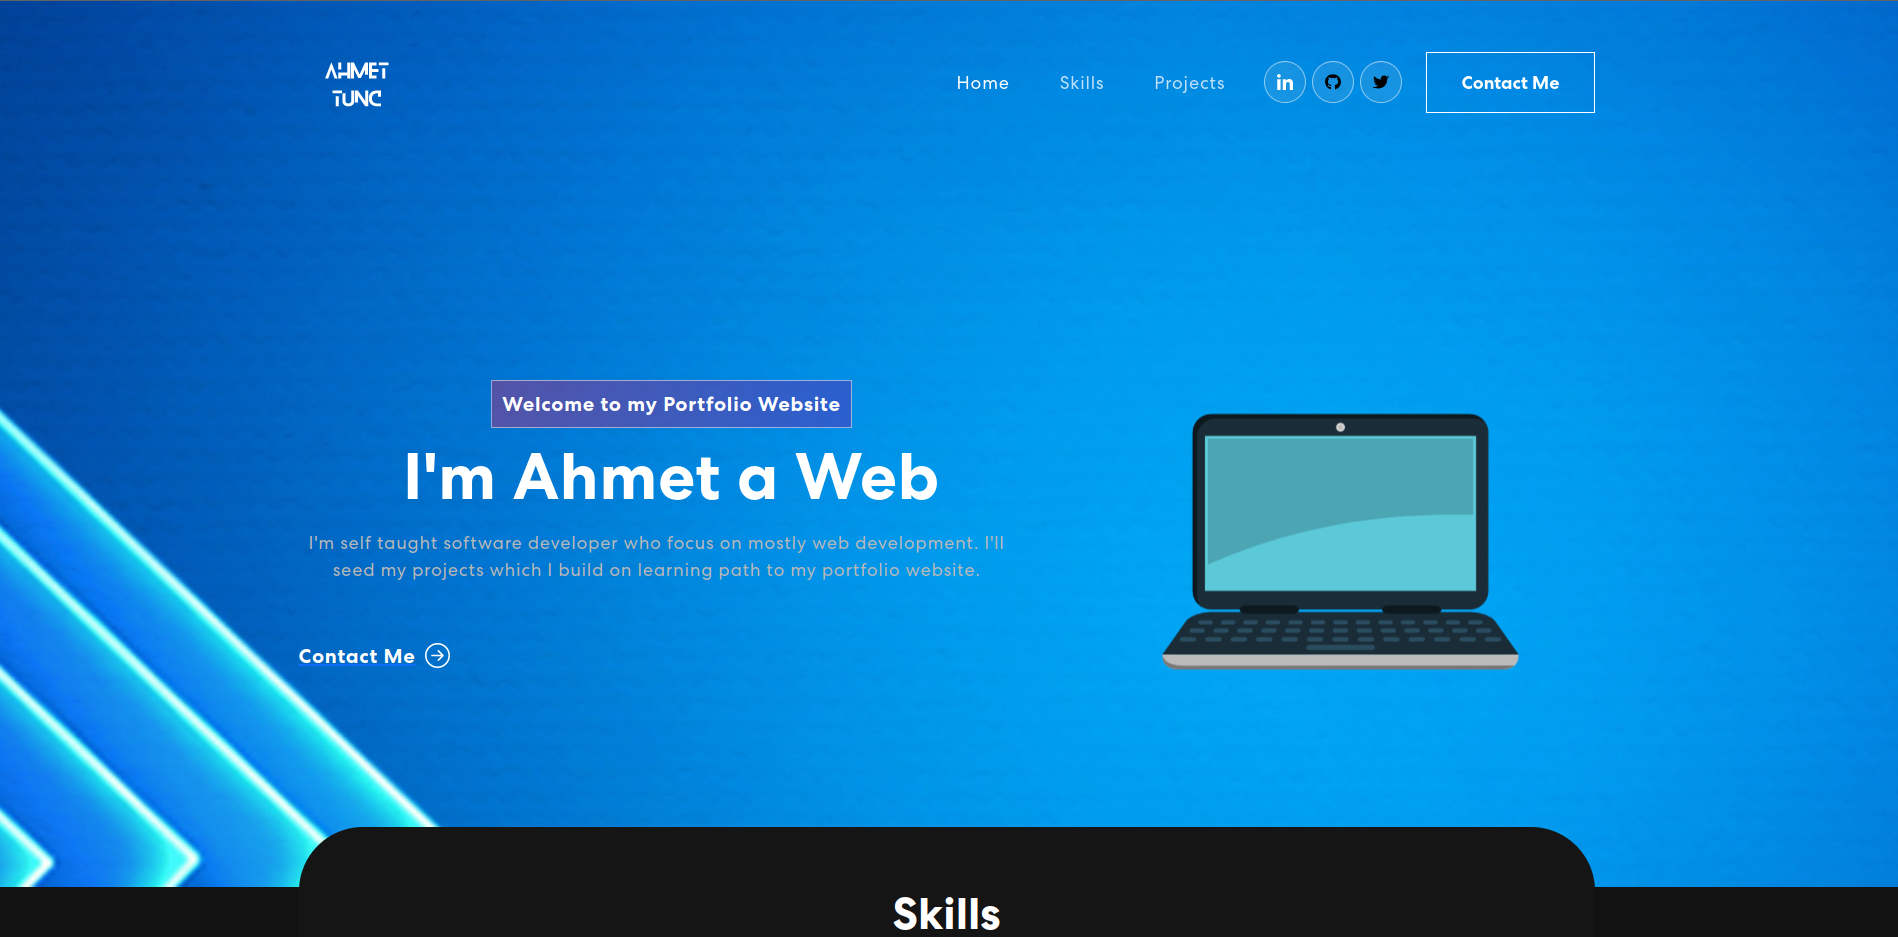 AHMET
TUNC
Home Skills Projects in Contact Me
Welcome to my Portfolio Website
I'm Ahmet a Web
I'm self taught software developer who focus on mostly web development. I'll
seed my projects which I build on learning path to my portfolio website.
Contact Me
Skills